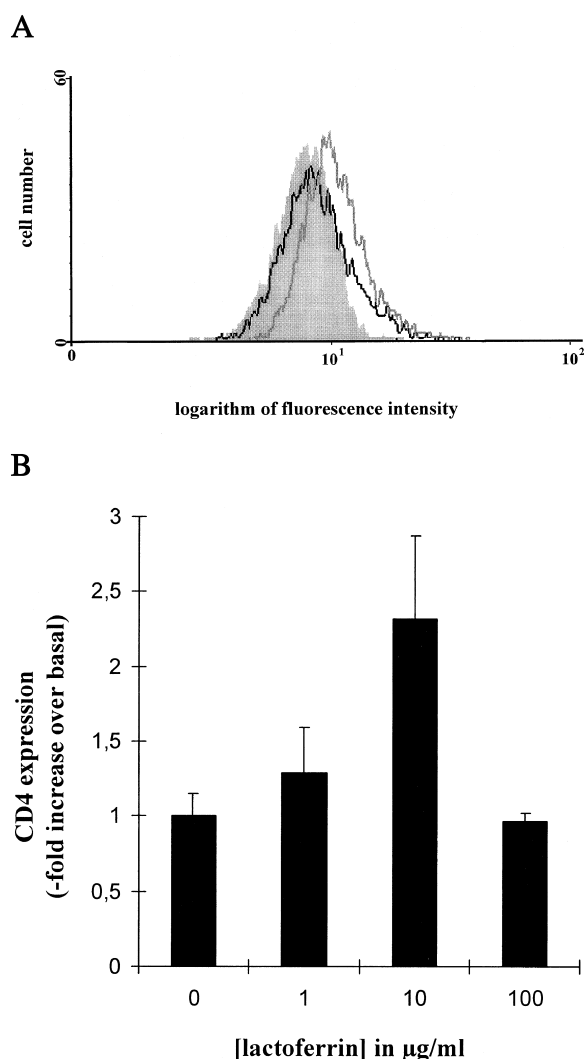 A
60
cell number
0
0
10¹
10²
logarithm of fluorescence intensity
B
3
2,5
2
1,5
1
0,5
0
CD4 expression
(-fold increase over basal)
0
1
10
100
[lactoferrin] in µg/ml